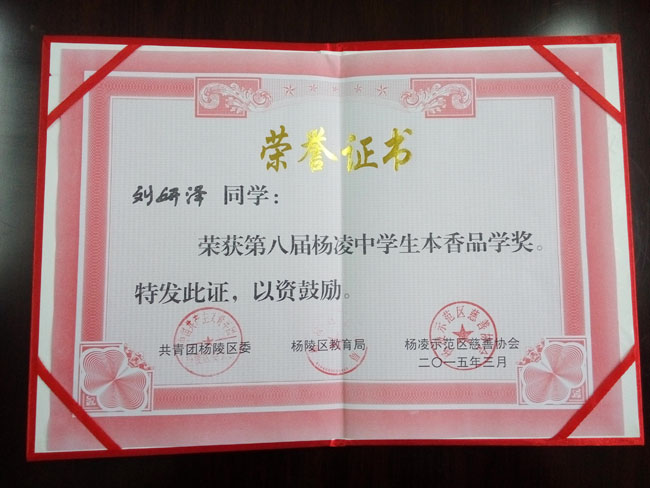 荣誉证书
刘妍泽 同学：
荣获第八届杨凌中学生本香品学奖。
特发此证，以资鼓励。
共青团杨陵区委 杨陵区教育局 杨凌示范区慈善协会
二〇一五年三月